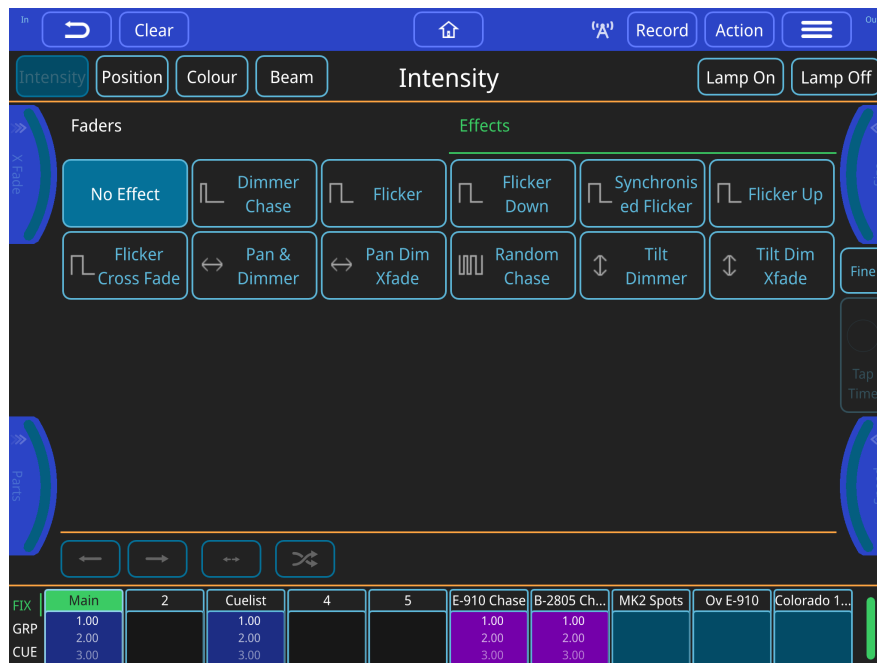 In
Clear
Record
Action
Ou
Intensity
Position
Colour
Beam
Intensity
Lamp On
Lamp Off
Faders
Effects
X Fade
No Effect
Dimmer
Chase
Flicker
Flicker
Down
Synchronis
ed Flicker
Flicker Up
Flicker
Cross Fade
Pan &
Dimmer
Pan Dim
Xfade
Random
Chase
Tilt
Dimmer
Tilt Dim
Xfade
Fine
Tap
Time
Parts
FIX
GRP
CUE
Main
1.00
2.00
3.00
2
Cuelist
1.00
2.00
3.00
4
5
E-910 Chase
1.00
2.00
3.00
B-2805 Ch...
1.00
2.00
3.00
MK2 Spots
Ov E-910
Colorado 1...